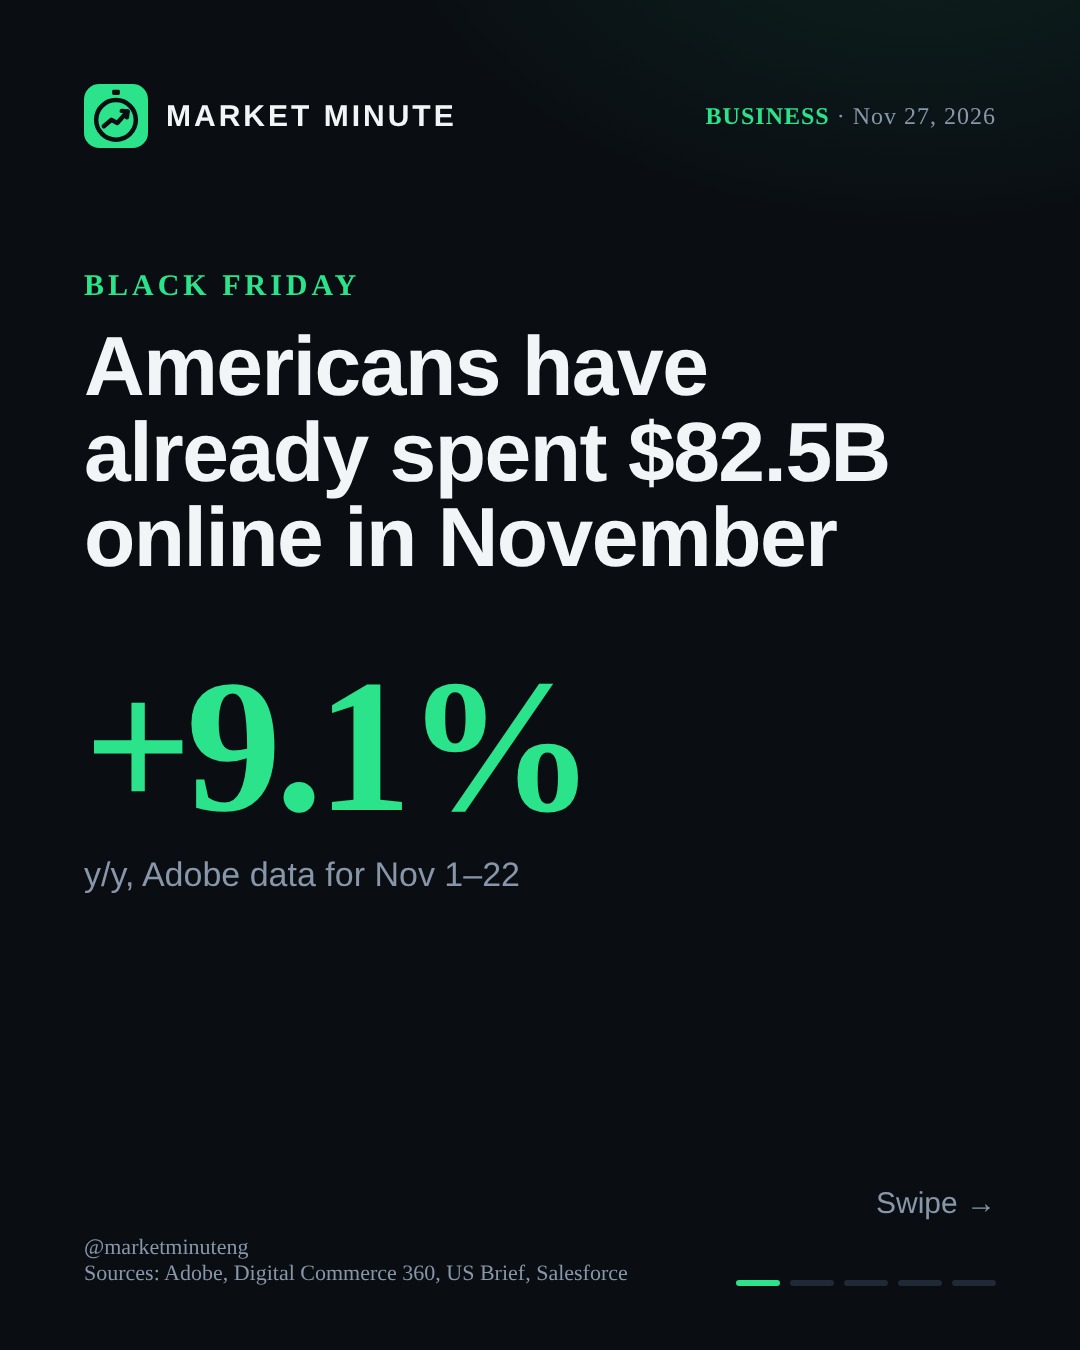 MARKET MINUTE
BUSINESS · Nov 27, 2026
BLACK FRIDAY
Americans have
already spent $82.5B
online in November
+9.1%
y/y, Adobe data for Nov 1–22
Swipe →
@marketminuteng
Sources: Adobe, Digital Commerce 360, US Brief, Salesforce